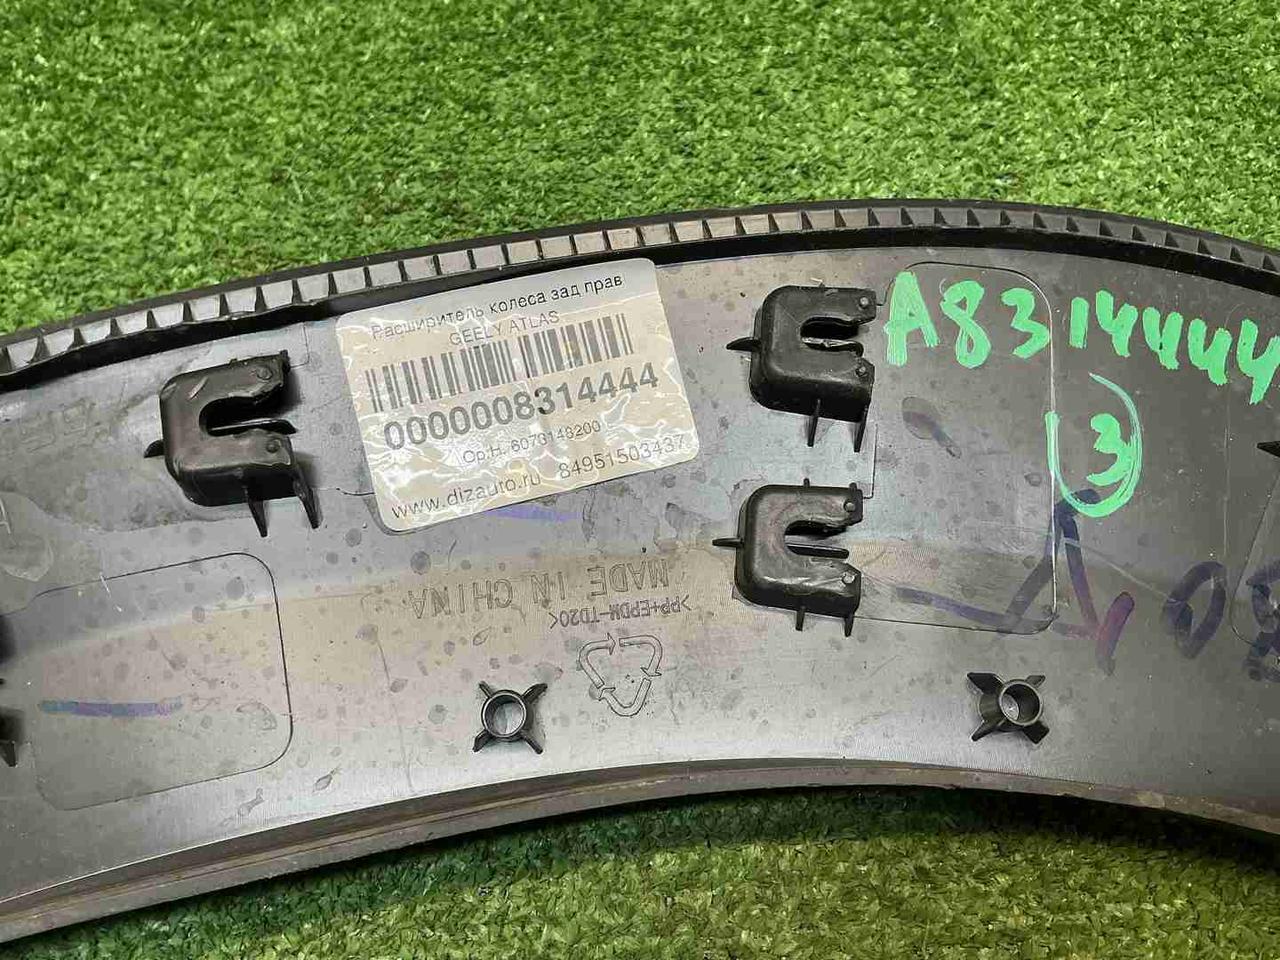 Расширитель колеса зад прав
GEELY ATLAS
0000008314444
Ор.Н. 6070148200
www.dizauto.ru 84951503437
A8314444
3
MADE IN CHINA
>PP+EPDM-TD20<